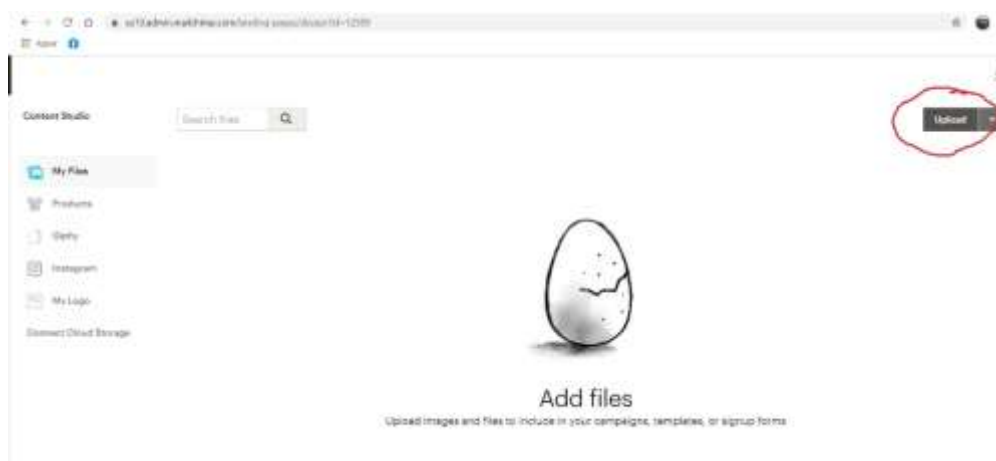 Apps
Content Studio
Search files
Upload
My Files
Products
Giphy
Instagram
My Logo
Connect Cloud Storage
Add files
Upload images and files to include in your campaigns, templates, or signup forms